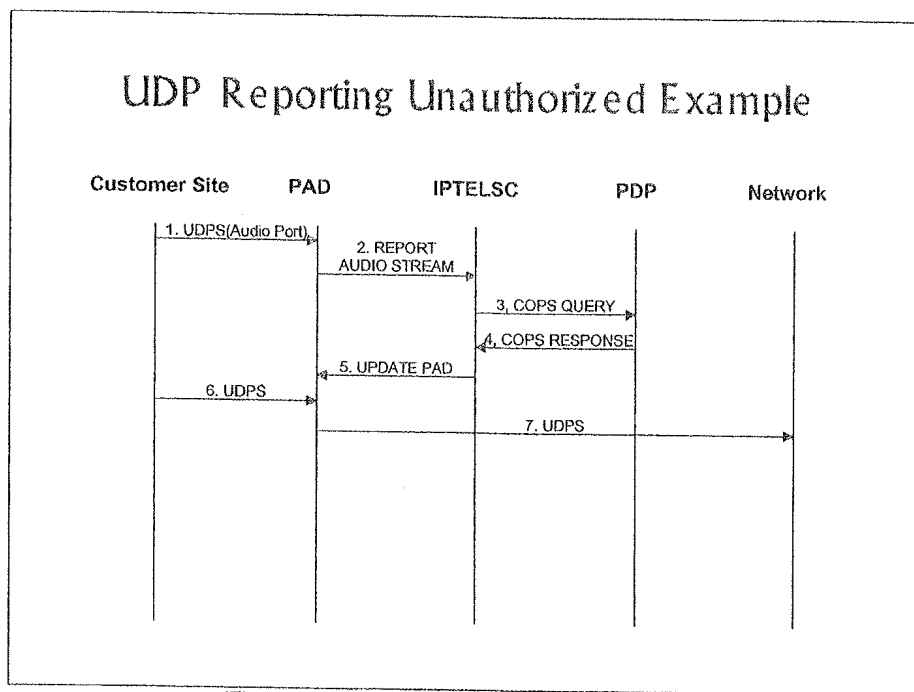 UDP Reporting Unauthorized Example
Customer Site PAD IPTELSC PDP Network
1. UDPS(Audio Port)
2. REPORT
AUDIO STREAM
3, COPS QUERY
4, COPS RESPONSE
5. UPDATE PAD
6. UDPS
7. UDPS